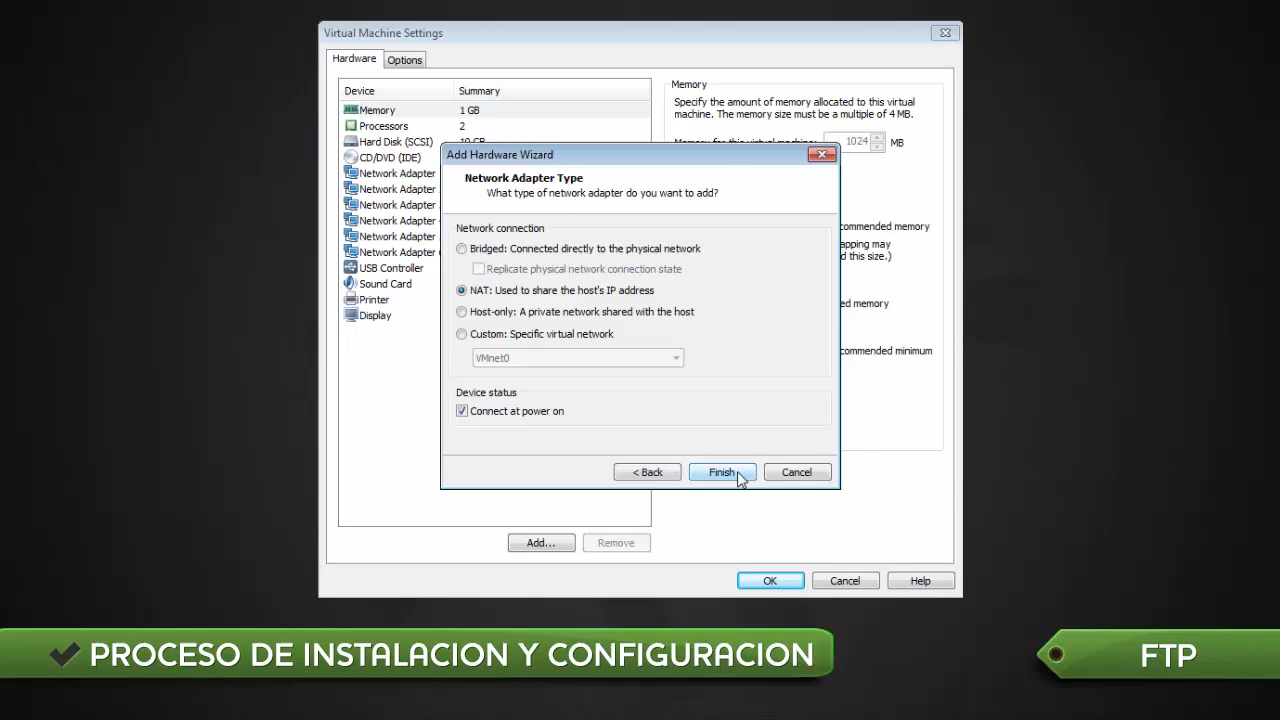 Virtual Machine Settings
Hardware
Options
Device
Summary
Memory
1 GB
Processors
2
Hard Disk (SCSI)
CD/DVD (IDE)
Network Adapter
Network Adapter
Network Adapter
Network Adapter
Network Adapter
Network Adapter
USB Controller
Sound Card
Printer
Display
Memory
Specify the amount of memory allocated to this virtual
machine. The memory size must be a multiple of 4 MB.
1024
MB
commended memory
apping may
d this size.)
ed memory
commended minimum
Add Hardware Wizard
Network Adapter Type
What type of network adapter do you want to add?
Network connection
Bridged: Connected directly to the physical network
Replicate physical network connection state
NAT: Used to share the host's IP address
Host-only: A private network shared with the host
Custom: Specific virtual network
VMnet0
Device status
Connect at power on
< Back
Finish
Cancel
Add...
Remove
OK
Cancel
Help
PROCESO DE INSTALACION Y CONFIGURACION
FTP